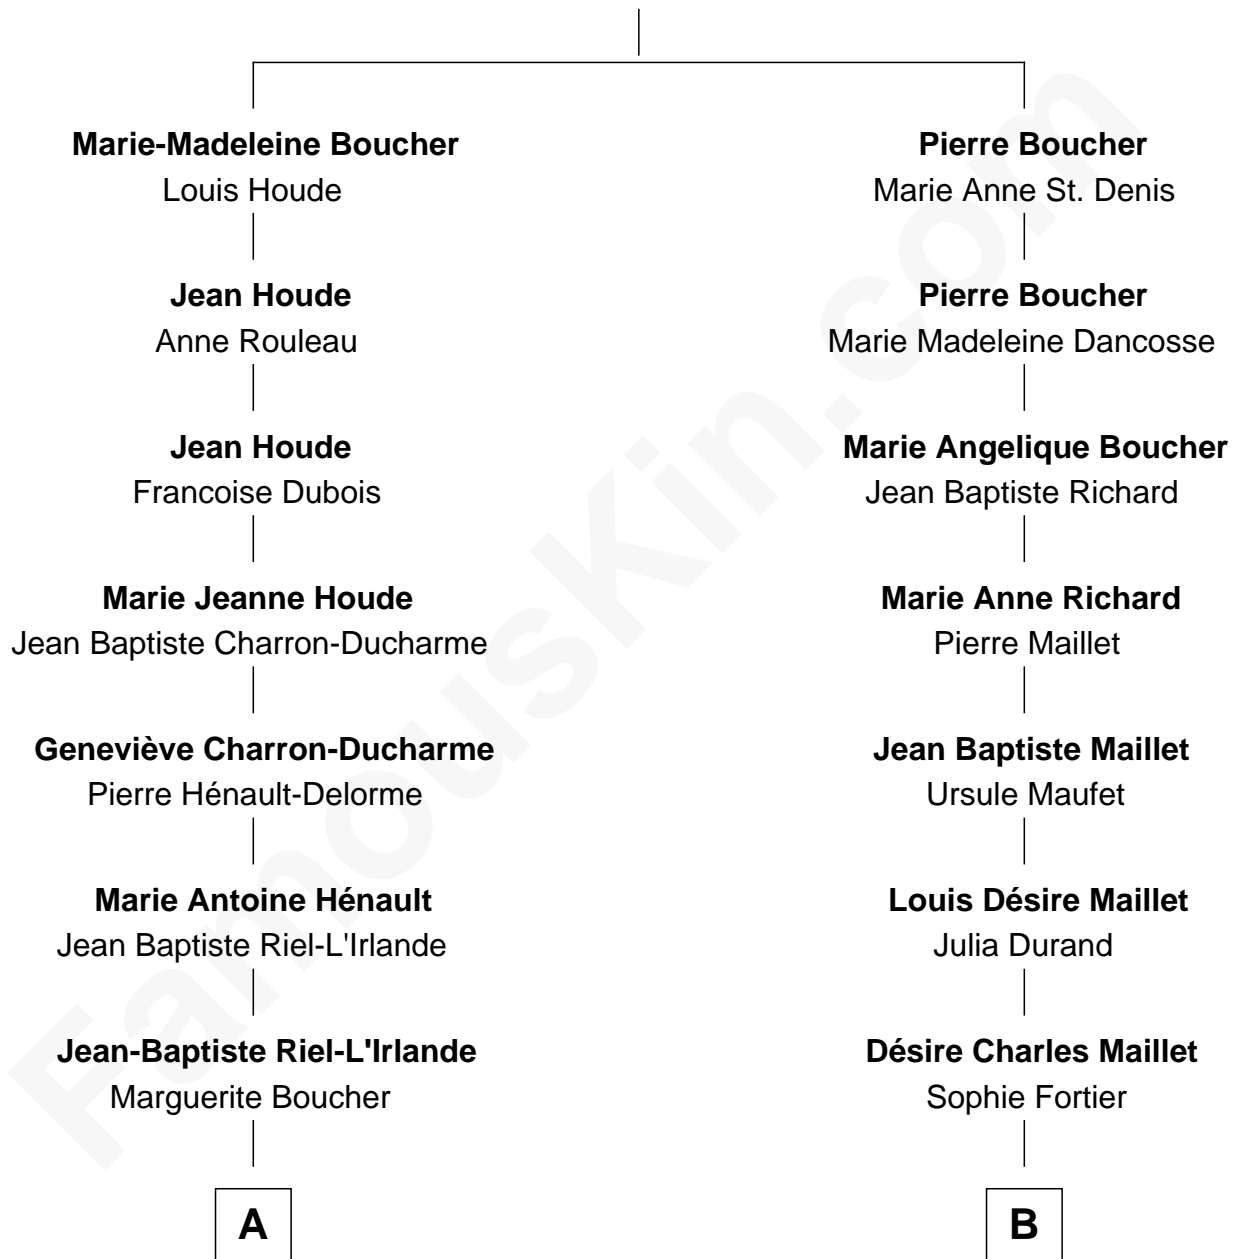 Marie-Madeleine Boucher
Louis Houde
Jean Houde
Anne Rouleau
Jean Houde
Francoise Dubois
Marie Jeanne Houde
Jean Baptiste Charron-Ducharme
Geneviève Charron-Ducharme
Pierre Hénault-Delorme
Marie Antoine Hénault
Jean Baptiste Riel-L'Irlande
Jean-Baptiste Riel-L'Irlande
Marguerite Boucher
A
Pierre Boucher
Marie Anne St. Denis
Pierre Boucher
Marie Madeleine Dancosse
Marie Angelique Boucher
Jean Baptiste Richard
Marie Anne Richard
Pierre Maillet
Jean Baptiste Maillet
Ursule Maufet
Louis Désire Maillet
Julia Durand
Désire Charles Maillet
Sophie Fortier
B
FamousKin.com